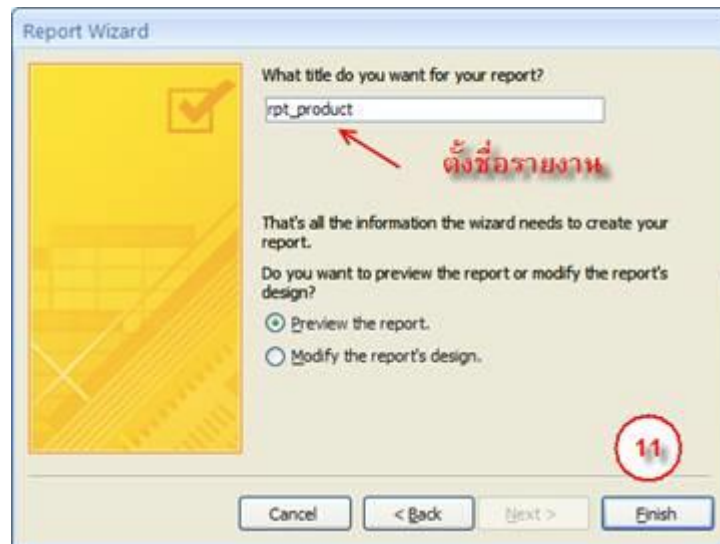 Report Wizard
What title do you want for your report?
rpt_product
ตั้งชื่อรายงาน
That's all the information the wizard needs to create your
report.
Do you want to preview the report or modify the report's
design?
Preview the report.
Modify the report's design.
11
Cancel
< Back
Next >
Finish